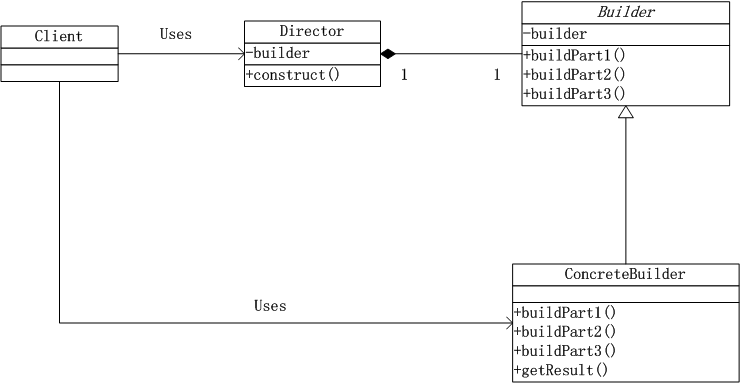 Client
Uses
Director
-builder
+construct()
1
1
Builder
-builder
+buildPart1()
+buildPart2()
+buildPart3()
Uses
ConcreteBuilder
+buildPart1()
+buildPart2()
+buildPart3()
+getResult()